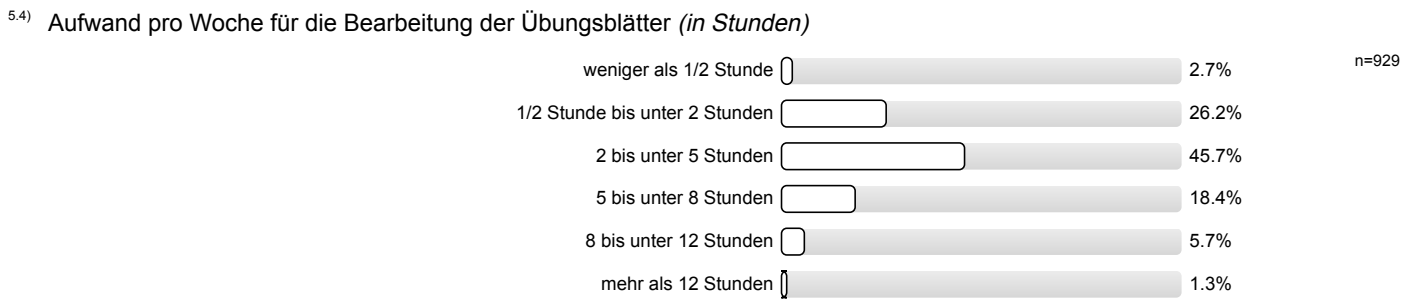 5.4) Aufwand pro Woche für die Bearbeitung der Übungsblätter (in Stunden)
weniger als 1/2 Stunde 2.7% n=929
1/2 Stunde bis unter 2 Stunden 26.2%
2 bis unter 5 Stunden 45.7%
5 bis unter 8 Stunden 18.4%
8 bis unter 12 Stunden 5.7%
mehr als 12 Stunden 1.3%